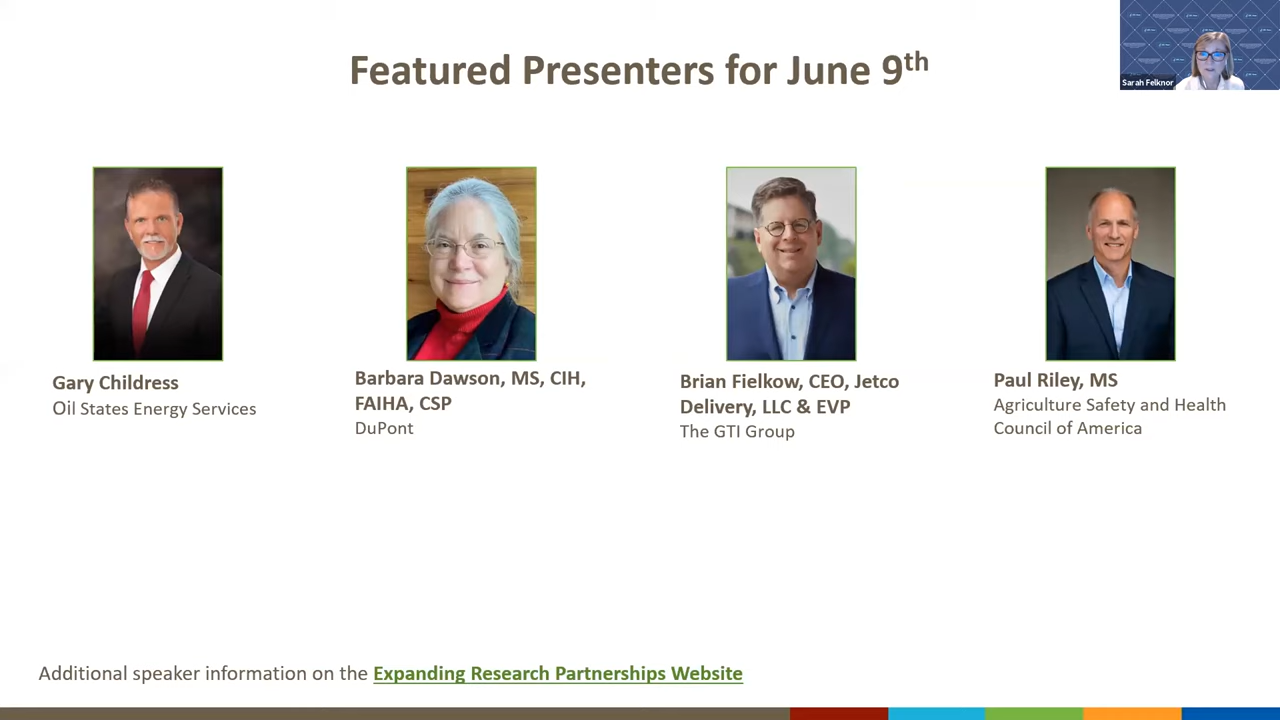 Featured Presenters for June 9th
Sarah Felknor
Gary Childress
Oil States Energy Services
Barbara Dawson, MS, CIH,
FAIHA, CSP
DuPont
Brian Fielkow, CEO, Jetco
Delivery, LLC & EVP
The GTI Group
Paul Riley, MS
Agriculture Safety and Health
Council of America
Additional speaker information on the Expanding Research Partnerships Website